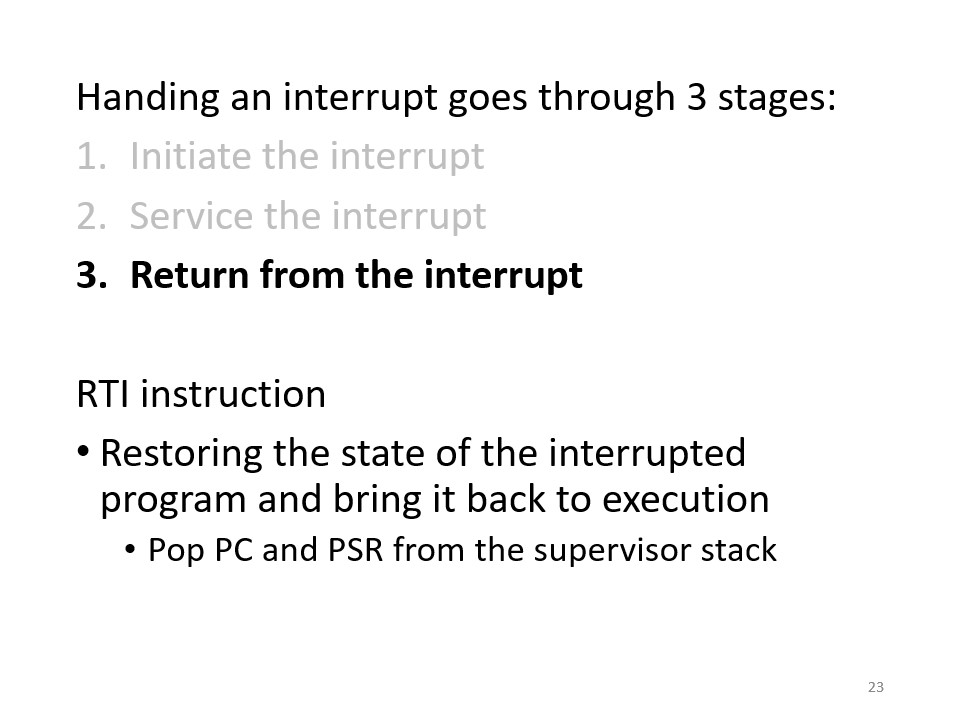 Handing an interrupt goes through 3 stages:
1. Initiate the interrupt
2. Service the interrupt
3. Return from the interrupt
RTI instruction
• Restoring the state of the interrupted
program and bring it back to execution
• Pop PC and PSR from the supervisor stack
23